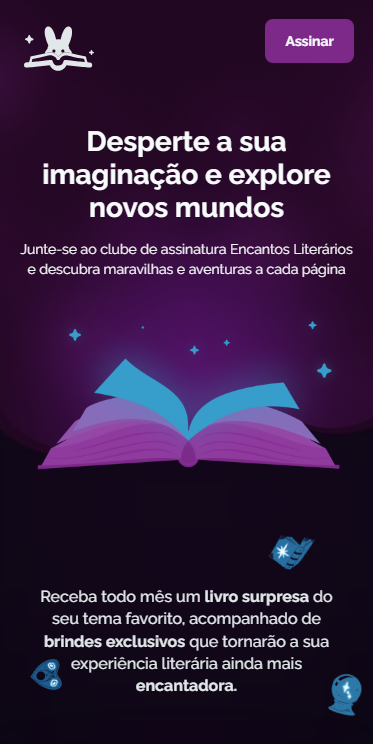 Assinar
Desperte a sua
imaginação e explore
novos mundos
Junte-se ao clube de assinatura Encantos Literários
e descubra maravilhas e aventuras a cada página
Receba todo mês um livro surpresa do
seu tema favorito, acompanhado de
brindes exclusivos que tornarão a sua
experiência literária ainda mais
encantadora.